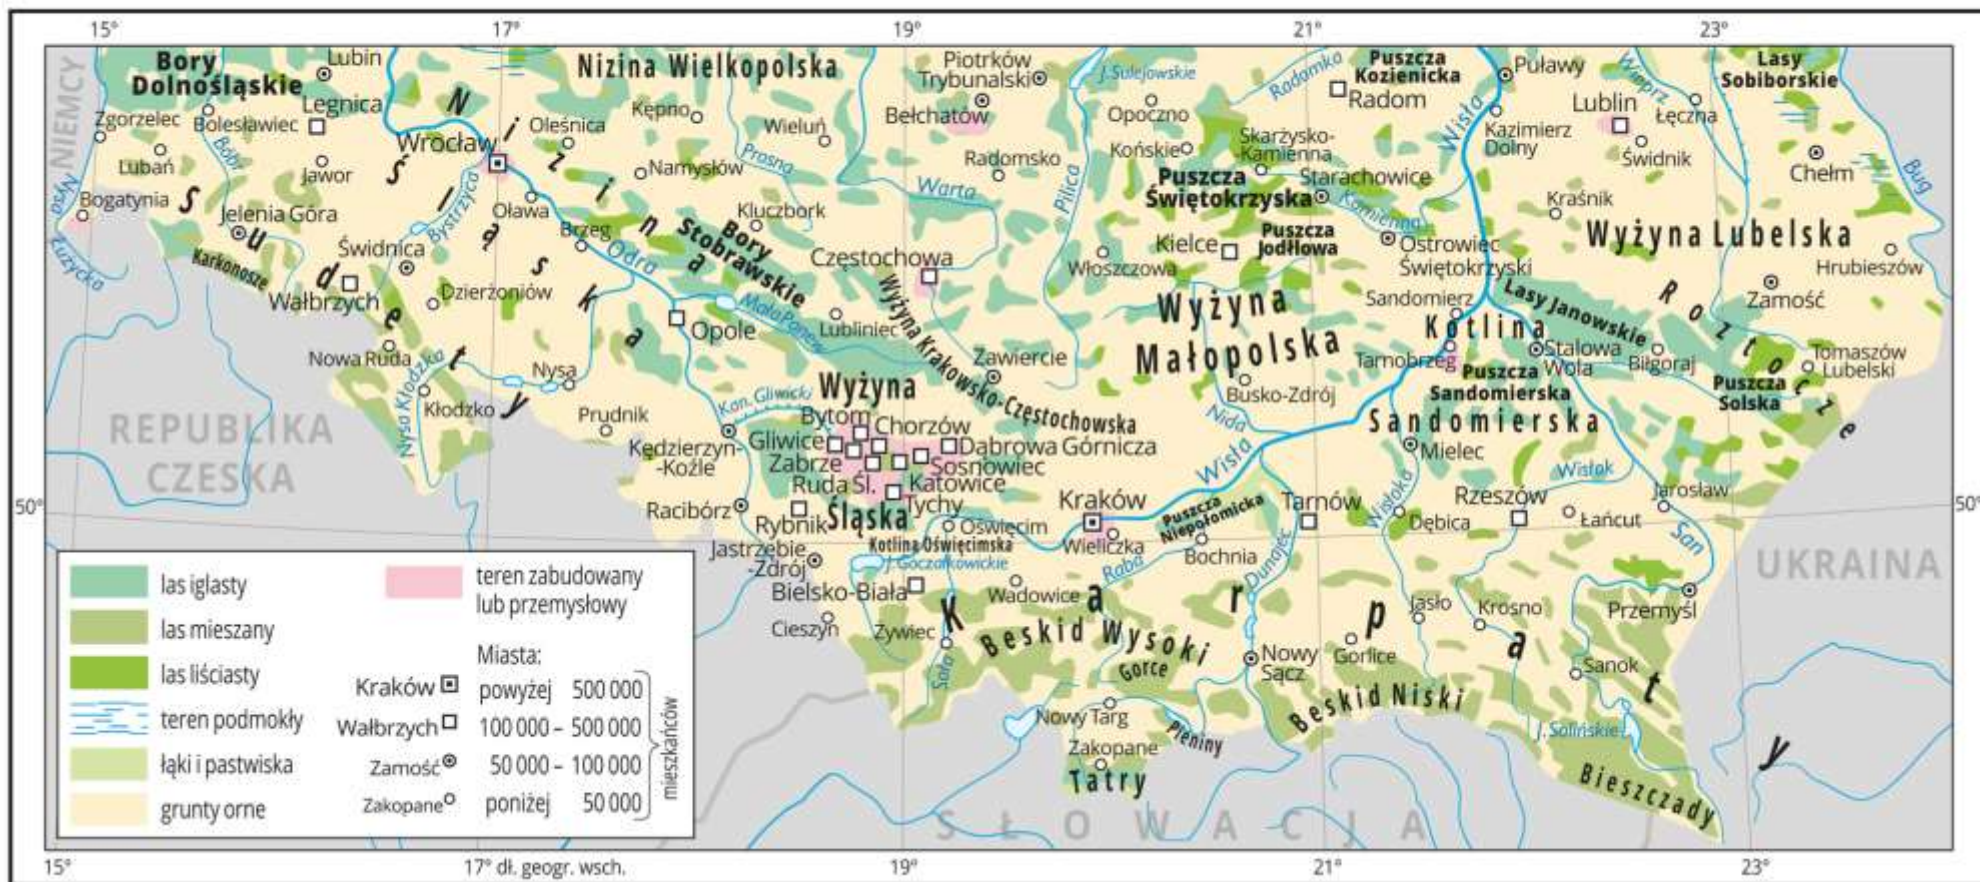 15°
17°
19°
21°
23°
NIEMCY
Bory
Dolnośląskie
Lubin
Legnica
Zgorzelec
Bolesławiec
Bóbr
Lubań
Jawor
Bogatynia
Nysa
Łużycka
Jelenia Góra
Karkonosze
Sudety
Świdnica
Wałbrzych
Dzierżoniów
Nowa Ruda
Kłodzko
Nysa Kłodzka
Nysa
Prudnik
Nizina
Śląska
Wrocław
Bystrzyca
Oława
Brzeg
Odra
Oleśnica
Namysłów
Kępno
Nizina Wielkopolska
Wieluń
Prosna
Kluczbork
Bory
Stobrawskie
Opole
Mała Panew
Lubliniec
Częstochowa
Warta
Radomsko
Bełchatów
Piotrków
Trybunalski
J. Sulejowskie
Pilica
Opoczno
Końskie
Radomka
Puszcza
Kozienicka
Radom
Puławy
Wisła
Kazimierz
Dolny
Wieprz
Lublin
Łęczna
Świdnik
Lasy
Sobiborskie
Chełm
Bug
Skarżysko-
Kamienna
Starachowice
Puszcza
Świętokrzyska
Kamienna
Puszcza
Jodłowa
Kielce
Włoszczowa
Ostrowiec
Świętokrzyski
Kraśnik
Wyżyna Lubelska
Hrubieszów
Zamość
Roztocze
Lasy Janowskie
Sandomierz
Kotlina
Sandomierska
Tarnobrzeg
Stalowa
Wola
Biłgoraj
Tomaszów
Lubelski
Puszcza
Solska
Puszcza
Sandomierska
Wyżyna
Małopolska
Busko-Zdrój
Nida
Wyżyna Krakowsko-Częstochowska
Zawiercie
Wyżyna
Śląska
Kan. Gliwicki
Bytom
Chorzów
Gliwice
Dąbrowa Górnicza
Zabrze
Sosnowiec
Ruda Śl.
Katowice
Tychy
Kędzierzyn-
-Koźle
Racibórz
Rybnik
Jastrzębie
-Zdrój
Oświęcim
Kotlina Oświęcimska
J. Goczałkowickie
Bielsko-Biała
Cieszyn
Żywiec
Soła
Wadowice
Kraków
Wisła
Wieliczka
Puszcza
Niepołomicka
Bochnia
Raba
Tarnów
Dunajec
Mielec
Wisłoka
Dębica
Rzeszów
Wisłok
Łańcut
Jarosław
San
Przemyśl
Jasło
Krosno
Gorlice
Sanok
J. Solińskie
Karpaty
Beskid Wysoki
Gorce
Nowy
Sącz
Beskid Niski
Bieszczady
Nowy Targ
Pieniny
Zakopane
Tatry
REPUBLIKA
CZESKA
SŁOWACJA
UKRAINA
50°
50°
las iglasty
las mieszany
las liściasty
teren podmokły
łąki i pastwiska
grunty orne
teren zabudowany
lub przemysłowy
Miasta:
Kraków powyżej 500 000
Wałbrzych 100 000 – 500 000
Zamość 50 000 – 100 000
Zakopane poniżej 50 000
mieszkańców
15°
17° dł. geogr. wsch.
19°
21°
23°